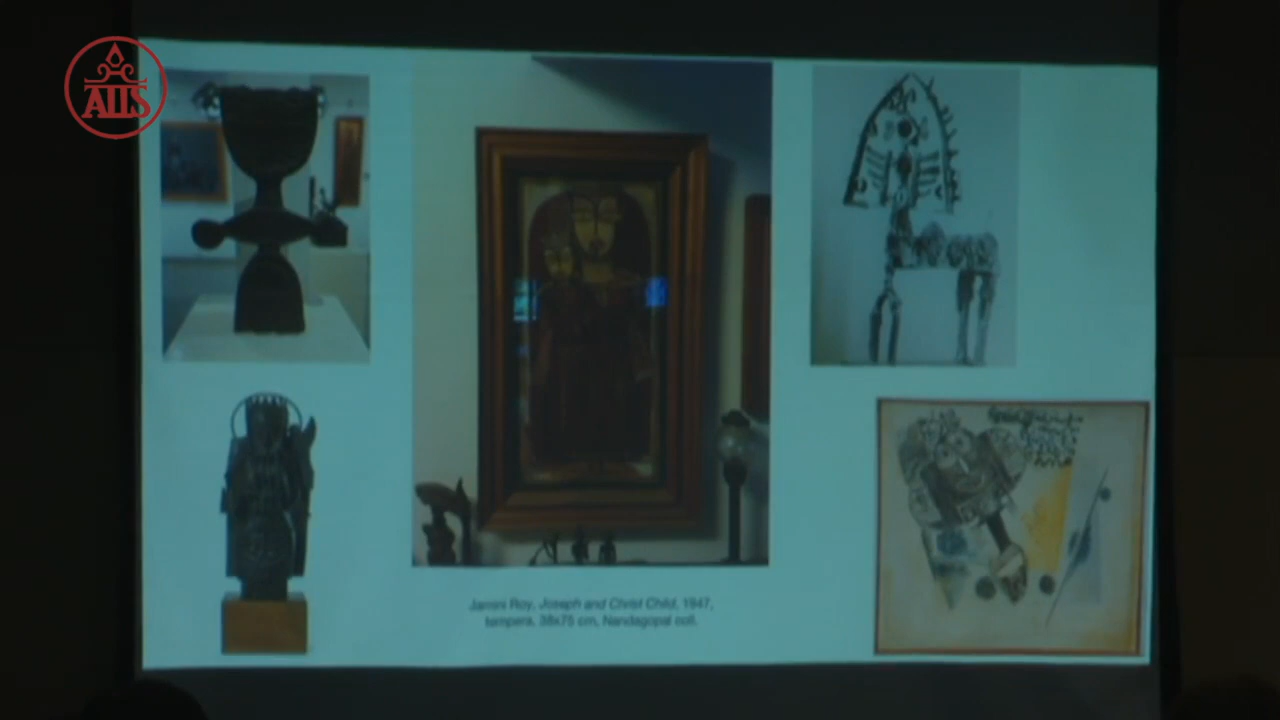 AIIS
Jamini Roy, Joseph and Christ Child, 1947,
tempera, 38x75 cm, Nandagopal coll.